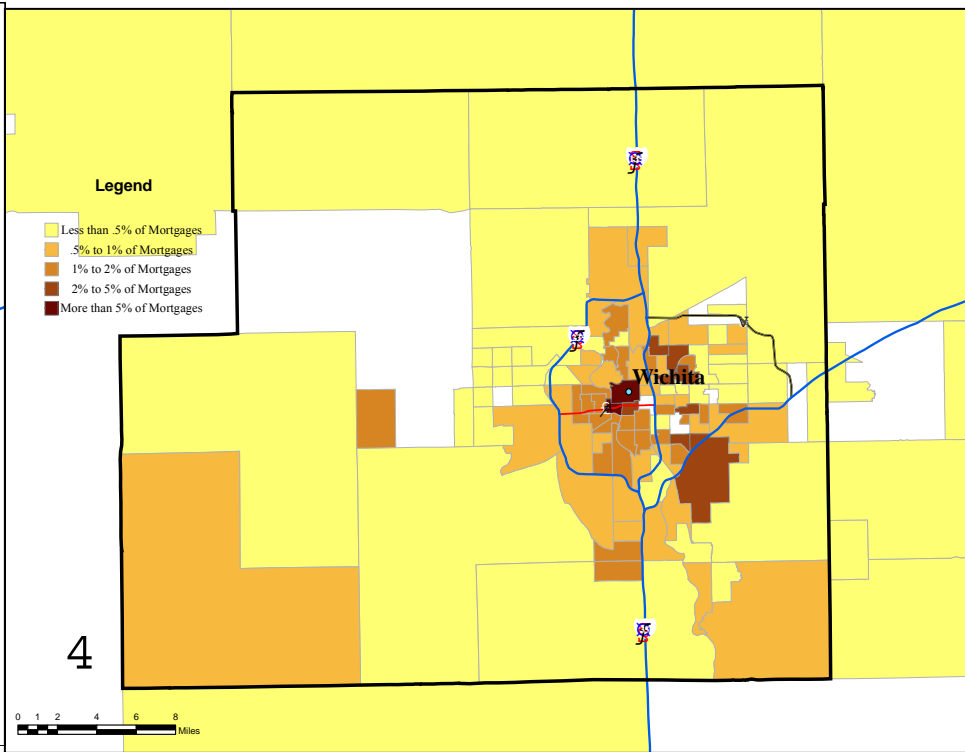 Legend
Less than .5% of Mortgages
.5% to 1% of Mortgages
1% to 2% of Mortgages
2% to 5% of Mortgages
More than 5% of Mortgages
Wichita
4
0 1 2 4 6 8
Miles